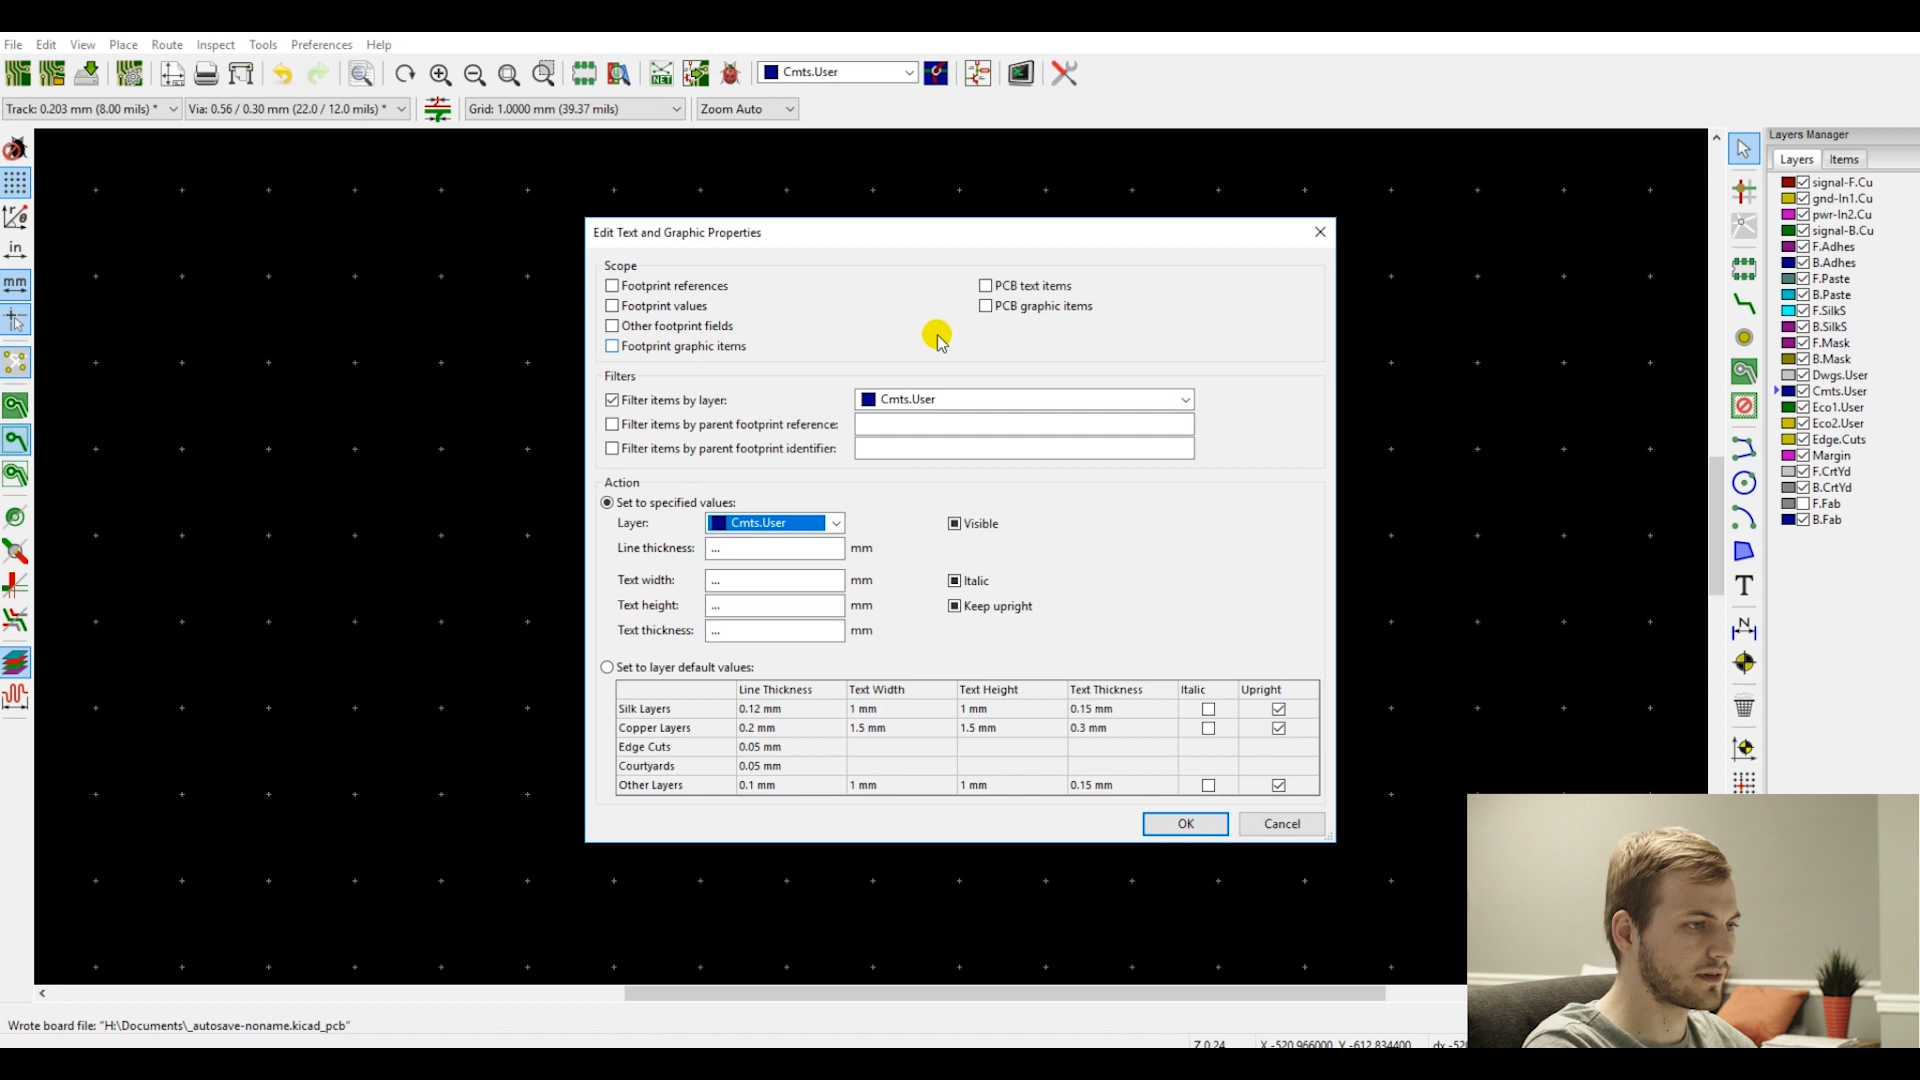 File Edit View Place Route Inspect Tools Preferences Help
NET
Cmts.User
Track: 0.203 mm (8.00 mils) *
Via: 0.56 / 0.30 mm (22.0 / 12.0 mils) *
Grid: 1.0000 mm (39.37 mils)
Zoom Auto
in
mm
Edit Text and Graphic Properties
Scope
Footprint references
PCB text items
Footprint values
PCB graphic items
Other footprint fields
Footprint graphic items
Filters
Filter items by layer:
Cmts.User
Filter items by parent footprint reference:
Filter items by parent footprint identifier:
Action
Set to specified values:
Layer:
Cmts.User
Visible
Line thickness: ... mm
Text width: ... mm
Italic
Text height: ... mm
Keep upright
Text thickness: ... mm
Set to layer default values:
Line Thickness Text Width Text Height Text Thickness Italic Upright
Silk Layers 0.12 mm 1 mm 1 mm 0.15 mm
Copper Layers 0.2 mm 1.5 mm 1.5 mm 0.3 mm
Edge Cuts 0.05 mm
Courtyards 0.05 mm
Other Layers 0.1 mm 1 mm 1 mm 0.15 mm
OK
Cancel
T
N
Layers Manager
Layers Items
signal-F.Cu
gnd-In1.Cu
pwr-In2.Cu
signal-B.Cu
F.Adhes
B.Adhes
F.Paste
B.Paste
F.SilkS
B.SilkS
F.Mask
B.Mask
Dwgs.User
Cmts.User
Eco1.User
Eco2.User
Edge.Cuts
Margin
F.CrtYd
B.CrtYd
F.Fab
B.Fab
Wrote board file: "H:\Documents\_autosave-noname.kicad_pcb"
Z 0.24
X -520.966000 Y -612.834400
dx -520